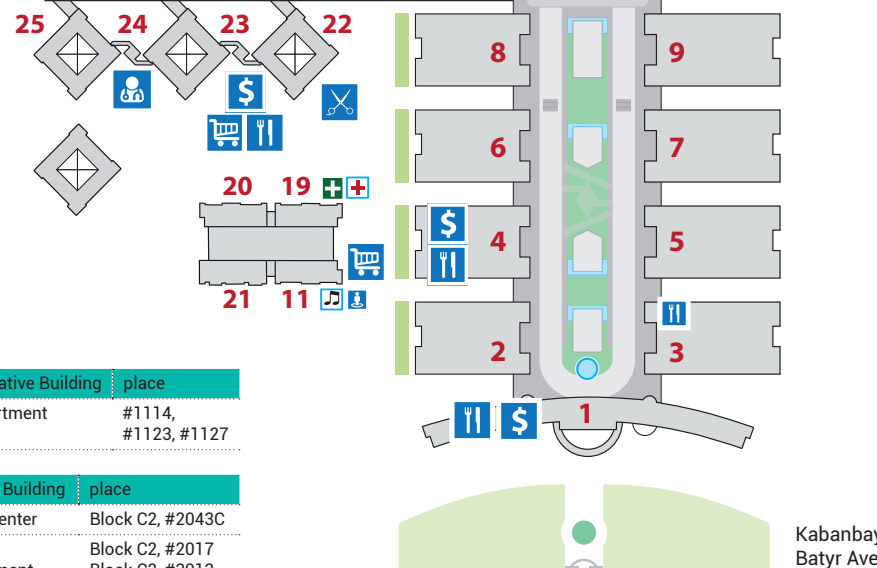 25 24 23 22
8 9
$
6 7
20 19
$
4 5
21 11
2 3
$
1
ative Building place
rtment #1114,
#1123, #1127
Building place
enter Block C2, #2043C
Block C2, #2017
Kabanbay
Batyr Ave